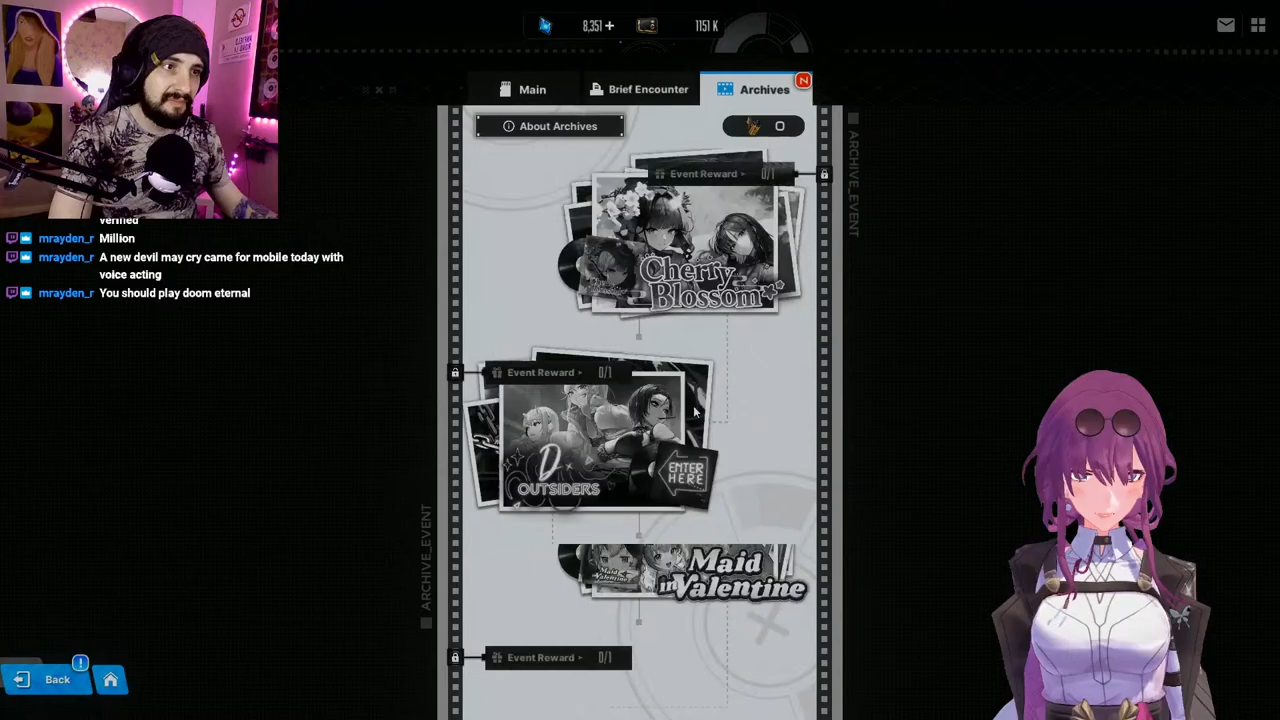 8,351 +
1151 K
Main
Brief Encounter
Archives
N
About Archives
0
Event Reward
0/1
Cherry
Blossom
ARCHIVE_EVENT
verified
mrayden_r Million
mrayden_r A new devil may cry came for mobile today with
voice acting
mrayden_r You should play doom eternal
Event Reward
0/1
D
OUTSIDERS
ENTER
HERE
ARCHIVE_EVENT
Maid
in Valentine
Event Reward
0/1
Back
!